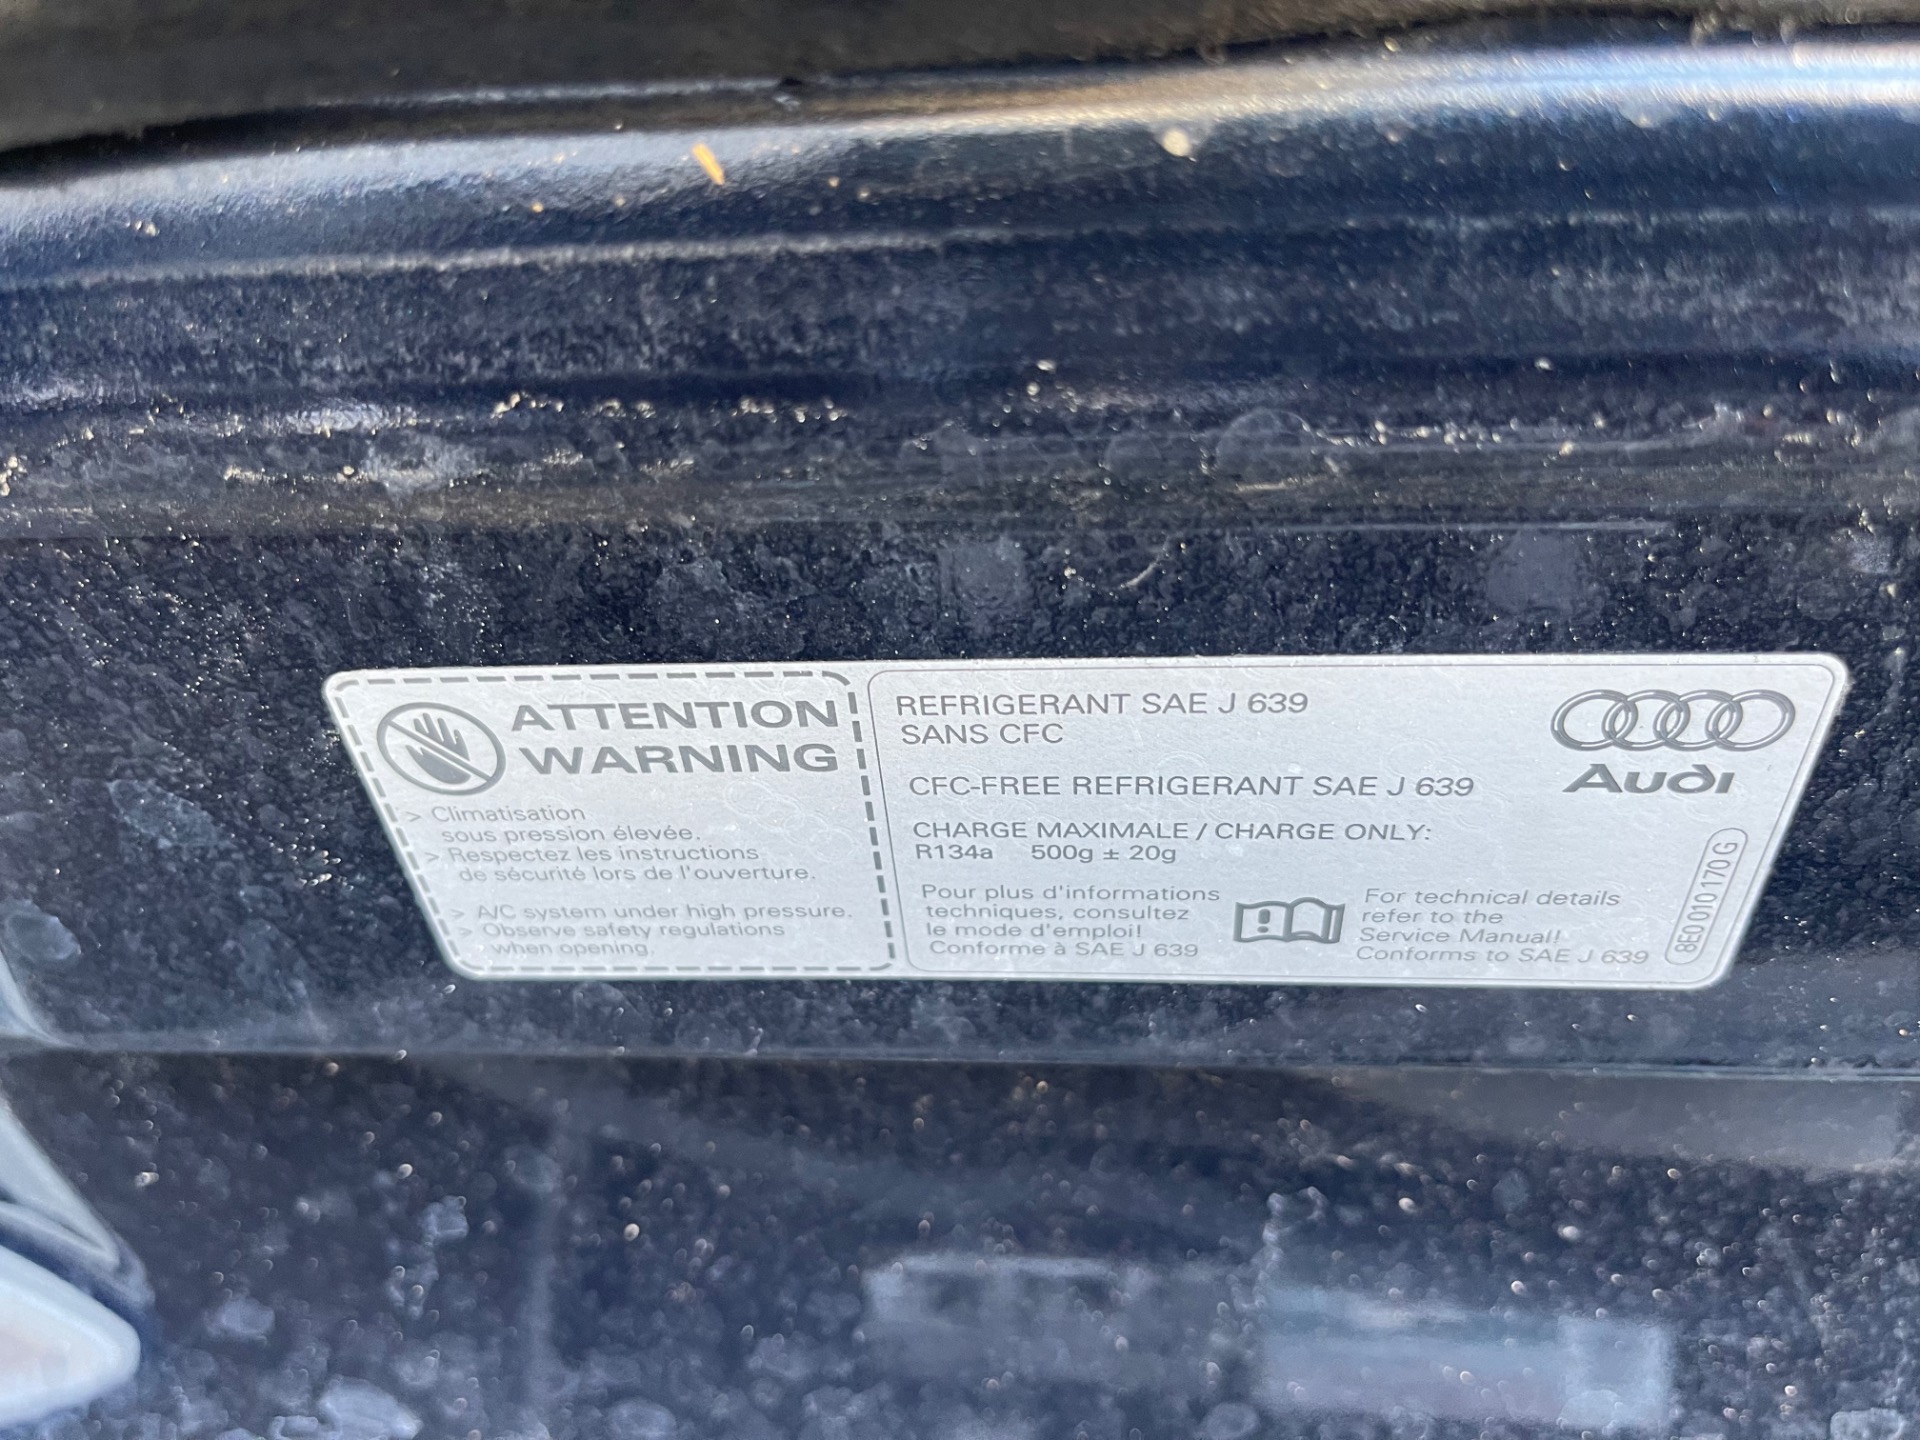 ATTENTION
WARNING
> Climatisation
sous pression élevée.
> Respectez les instructions
de sécurité lors de l'ouverture.
> A/C system under high pressure.
> Observe safety regulations
when opening.
REFRIGERANT SAE J 639
SANS CFC
CFC-FREE REFRIGERANT SAE J 639
CHARGE MAXIMALE / CHARGE ONLY:
R134a 500g ± 20g
Pour plus d'informations
techniques, consultez
le mode d'emploi!
Conforme à SAE J 639
For technical details
refer to the
Service Manual!
Conforms to SAE J 639
Audi
8E0 010 170 G